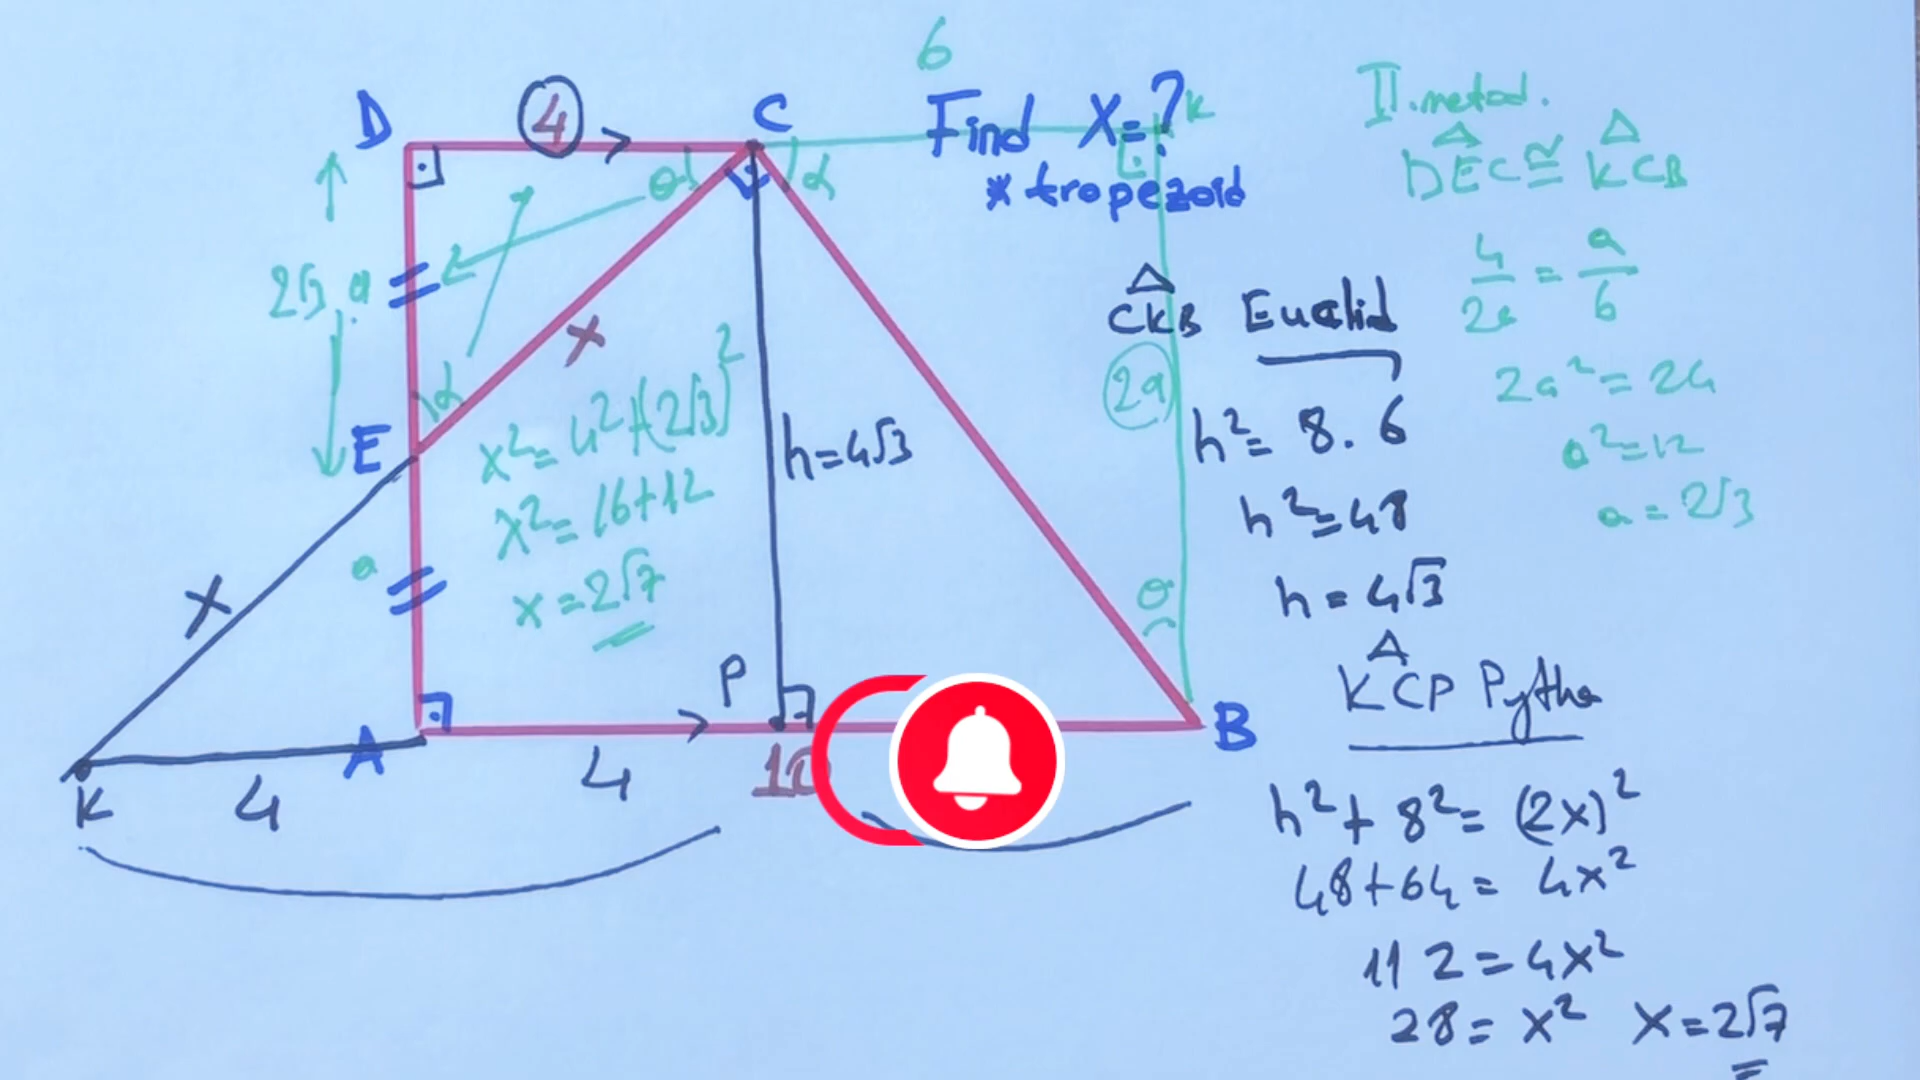 6
D
4
C
Find X=?
K
* tropezoid
θ
α
2√3
a
x
α
E
x² = 4²+(2√3)²
x² = 16+12
x = 2√7
h=4√3
2a
θ
a
x
P
A
B
K
4
4
10
CKB Euclid
h² = 8.6
h² = 48
h = 4√3
KCP Pytha
h² + 8² = (2x)²
48+64 = 4x²
112 = 4x²
28 = x² x = 2√7
II. metod.
DEC ≅ KCB
4/2a = a/6
2a² = 24
a² = 12
a = 2√3